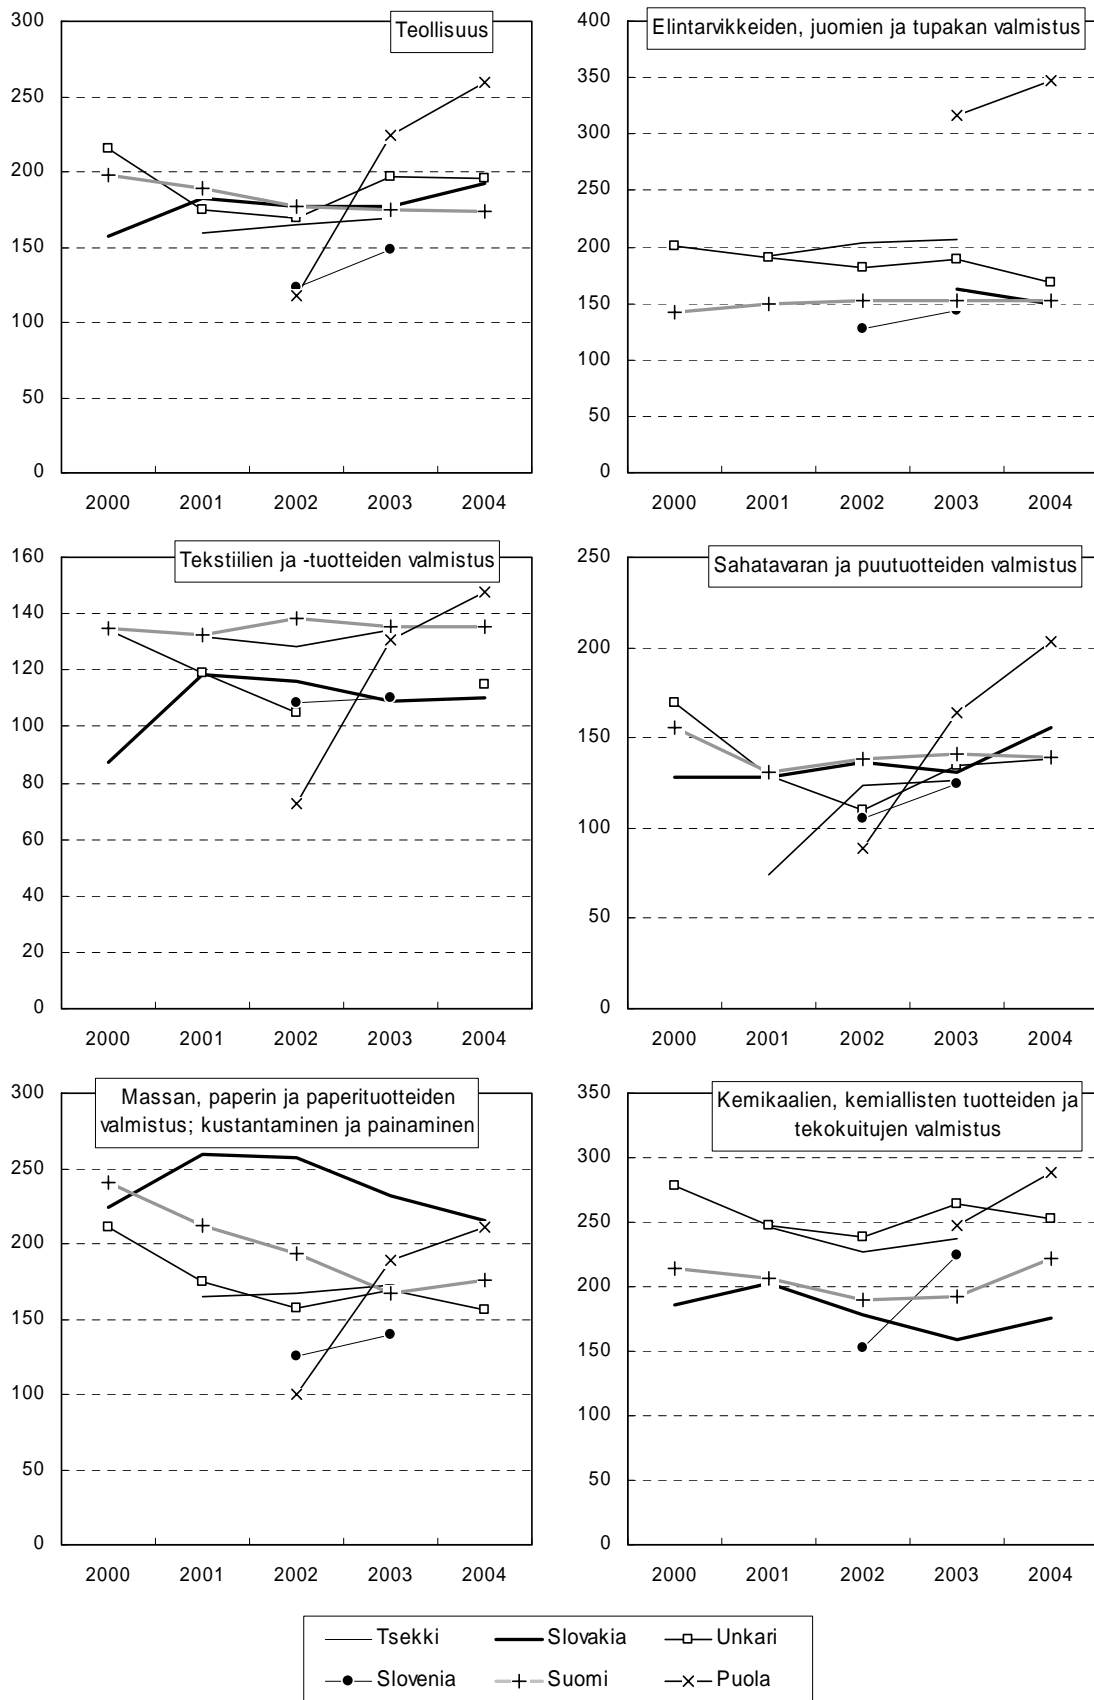 Teollisuus
300
250
200
150
100
50
0
2000 2001 2002 2003 2004
Elintarvikkeiden, juomien ja tupakan valmistus
400
350
300
250
200
150
100
50
0
2000 2001 2002 2003 2004
Tekstiilien ja -tuotteiden valmistus
160
140
120
100
80
60
40
20
0
2000 2001 2002 2003 2004
Sahatavaran ja puutuotteiden valmistus
250
200
150
100
50
0
2000 2001 2002 2003 2004
Massan, paperin ja paperituotteiden
valmistus; kustantaminen ja painaminen
300
250
200
150
100
50
0
2000 2001 2002 2003 2004
Kemikaalien, kemiallisten tuotteiden ja
tekokuitujen valmistus
350
300
250
200
150
100
50
0
2000 2001 2002 2003 2004
Tsekki Slovakia Unkari
Slovenia Suomi Puola